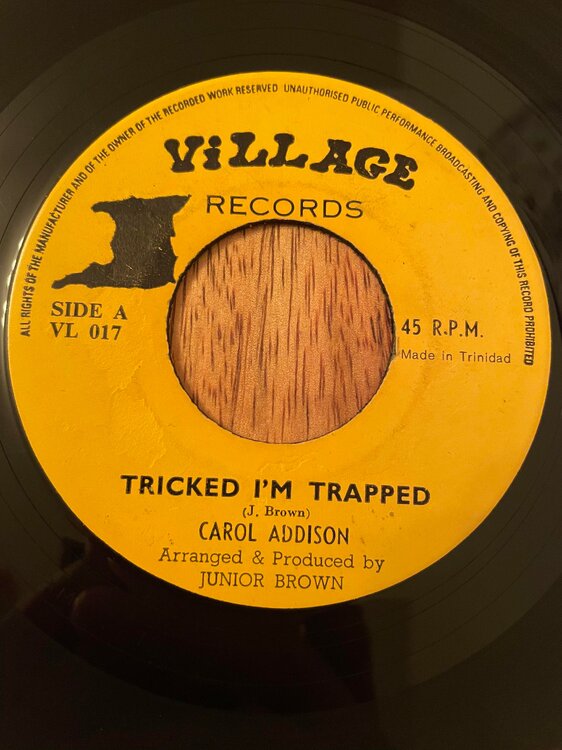 ALL RIGHTS OF THE MANUFACTURER AND OF THE OWNER OF THE RECORDED WORK RESERVED UNAUTHORISED PUBLIC PERFORMANCE BROADCASTING AND COPYING OF THIS RECORD PROHIBITED
ViLLAGE
RECORDS
SIDE A
VL 017
45 R.P.M.
Made in Trinidad
TRICKED I'M TRAPPED
(J. Brown)
CAROL ADDISON
Arranged & Produced by
JUNIOR BROWN